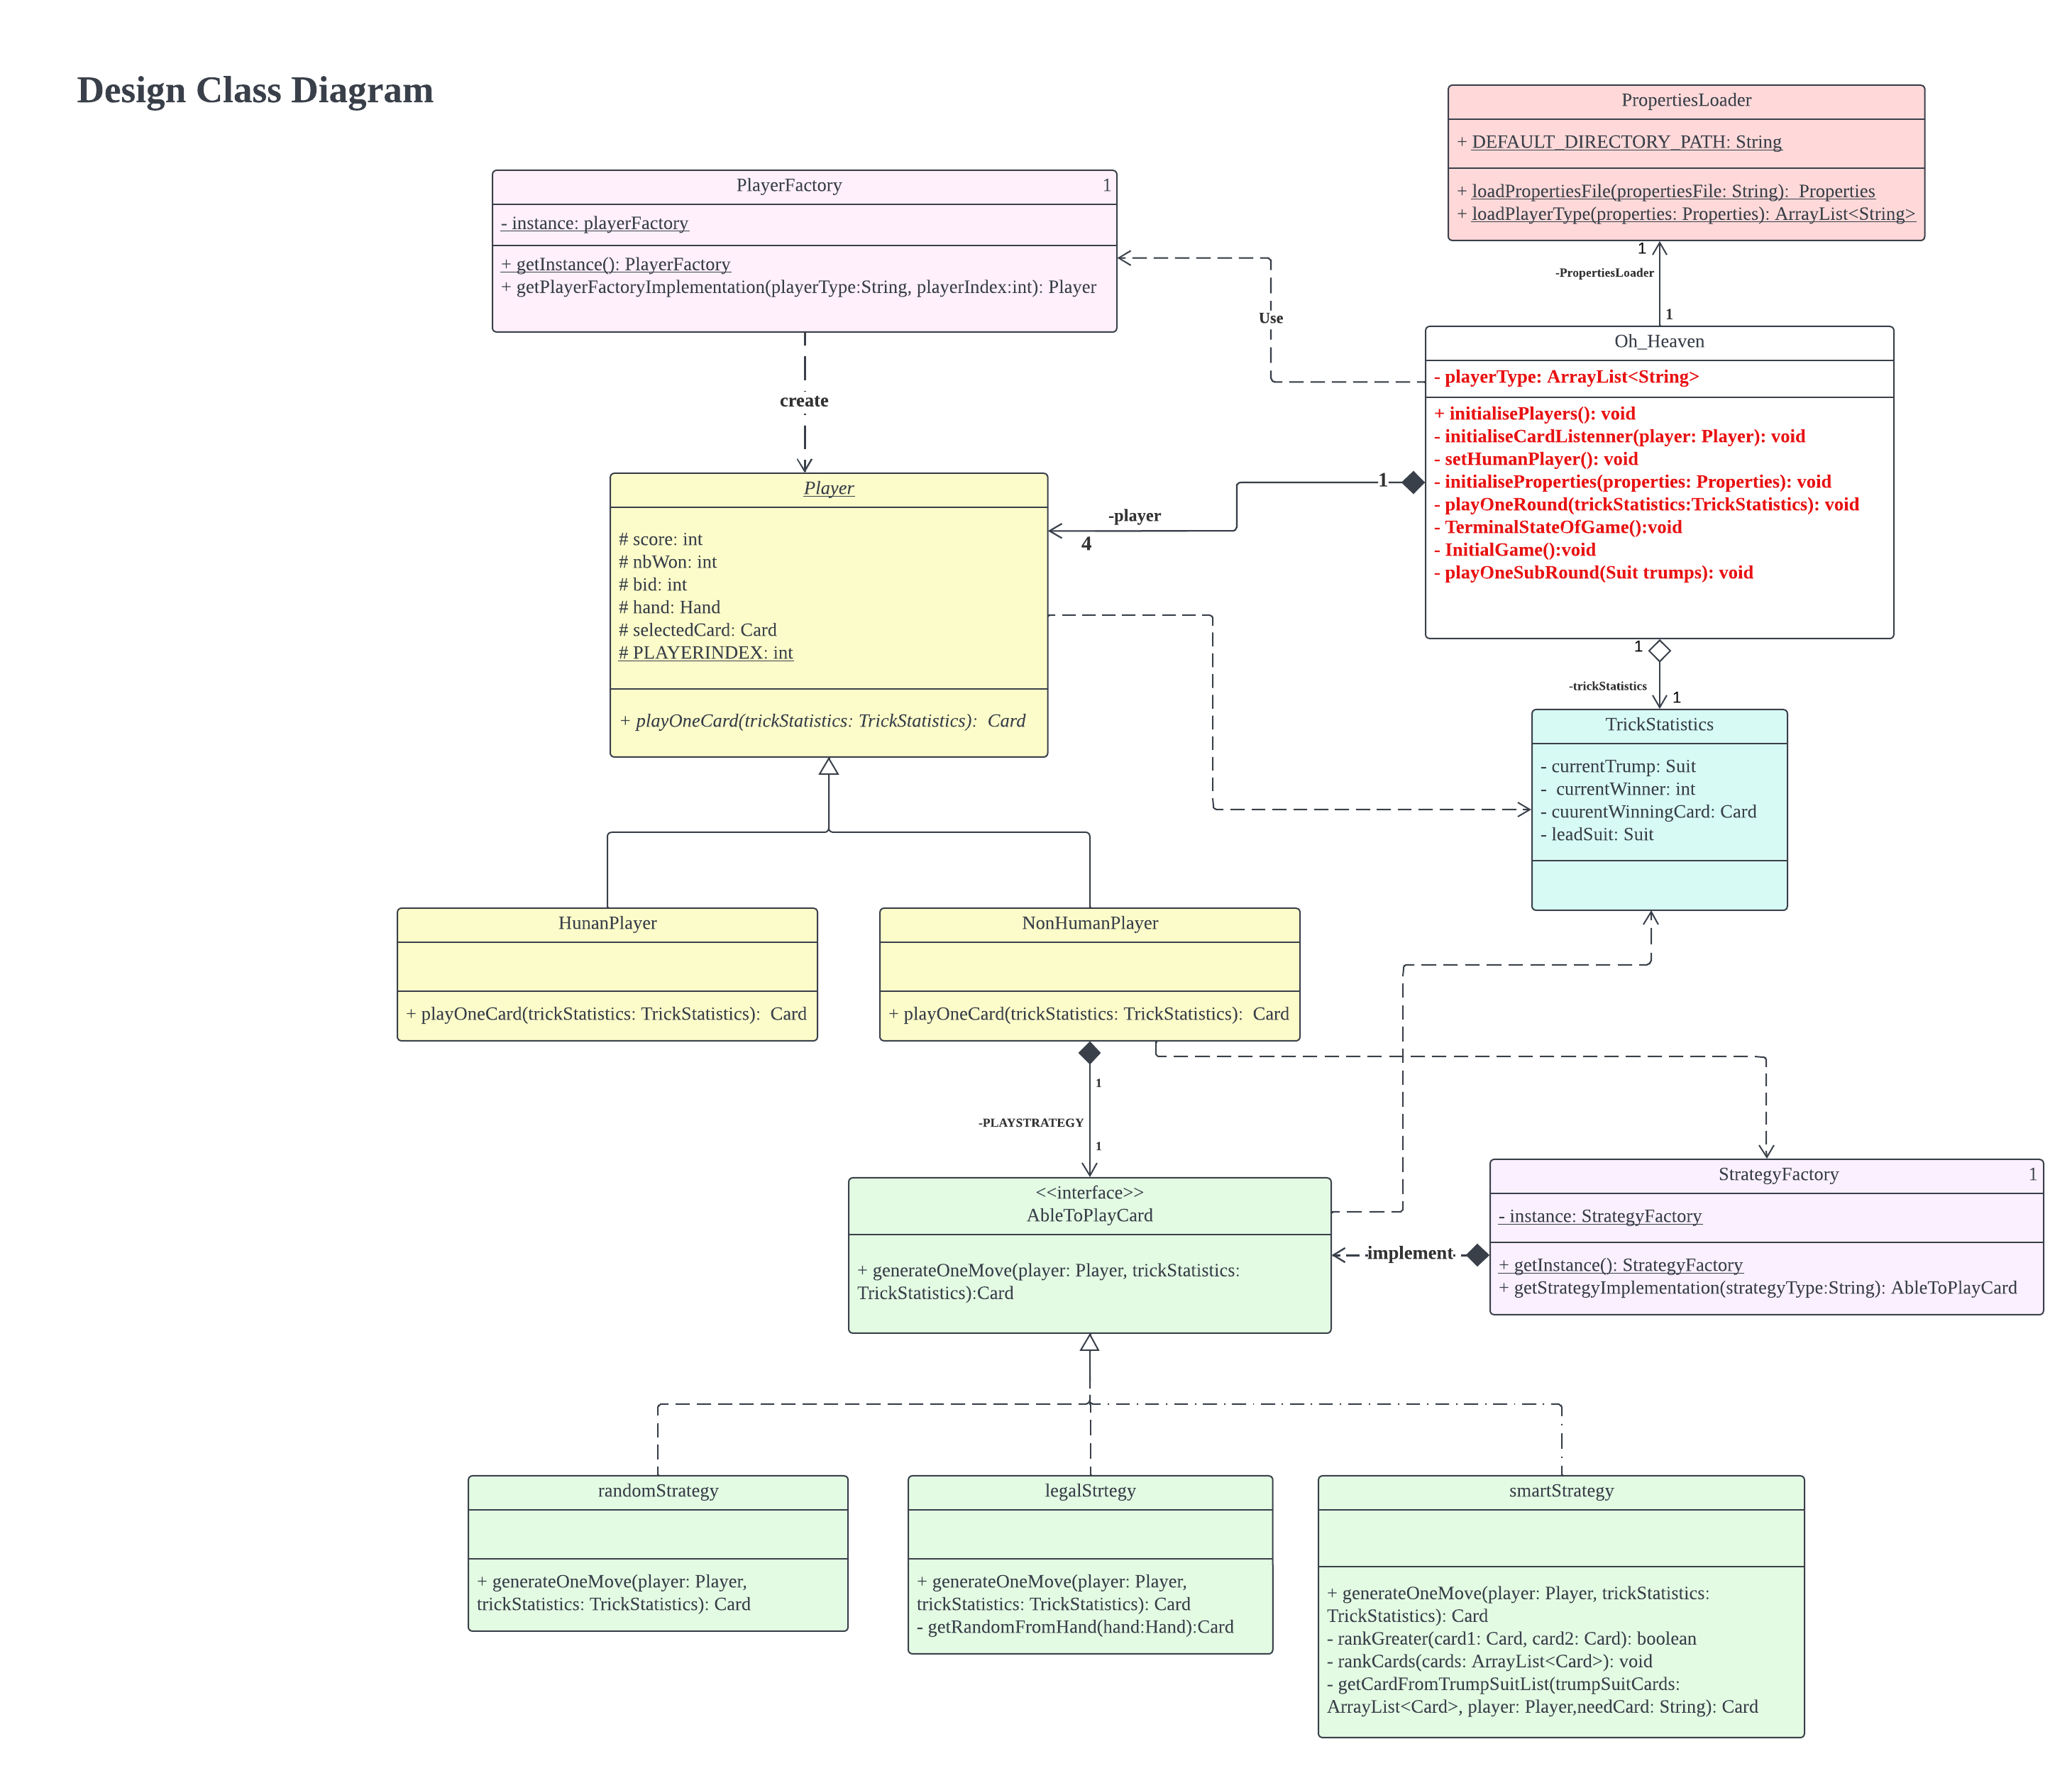 Design Class Diagram
PropertiesLoader
+ DEFAULT_DIRECTORY_PATH: String
+ loadPropertiesFile(propertiesFile: String):  Properties
+ loadPlayerType(properties: Properties): ArrayList<String>
PlayerFactory 1
- instance: playerFactory
+ getInstance(): PlayerFactory
+ getPlayerFactoryImplementation(playerType:String, playerIndex:int): Player
1
-PropertiesLoader
1
Use
Oh_Heaven
- playerType: ArrayList<String>
+ initialisePlayers(): void
- initialiseCardListenner(player: Player): void
- setHumanPlayer(): void
- initialiseProperties(properties: Properties): void
- playOneRound(trickStatistics:TrickStatistics): void
- TerminalStateOfGame():void
- InitialGame():void
- playOneSubRound(Suit trumps): void
create
1
-player
4
Player
# score: int
# nbWon: int
# bid: int
# hand: Hand
# selectedCard: Card
# PLAYERINDEX: int
+ playOneCard(trickStatistics: TrickStatistics):  Card
1
-trickStatistics
1
TrickStatistics
- currentTrump: Suit
-  currentWinner: int
- cuurentWinningCard: Card
- leadSuit: Suit
HunanPlayer
+ playOneCard(trickStatistics: TrickStatistics):  Card
NonHumanPlayer
+ playOneCard(trickStatistics: TrickStatistics):  Card
1
-PLAYSTRATEGY
1
<<interface>>
AbleToPlayCard
+ generateOneMove(player: Player, trickStatistics:
TrickStatistics):Card
implement
StrategyFactory 1
- instance: StrategyFactory
+ getInstance(): StrategyFactory
+ getStrategyImplementation(strategyType:String): AbleToPlayCard
randomStrategy
+ generateOneMove(player: Player,
trickStatistics: TrickStatistics): Card
legalStrtegy
+ generateOneMove(player: Player,
trickStatistics: TrickStatistics): Card
- getRandomFromHand(hand:Hand):Card
smartStrategy
+ generateOneMove(player: Player, trickStatistics:
TrickStatistics): Card
- rankGreater(card1: Card, card2: Card): boolean
- rankCards(cards: ArrayList<Card>): void
- getCardFromTrumpSuitList(trumpSuitCards:
ArrayList<Card>, player: Player,needCard: String): Card